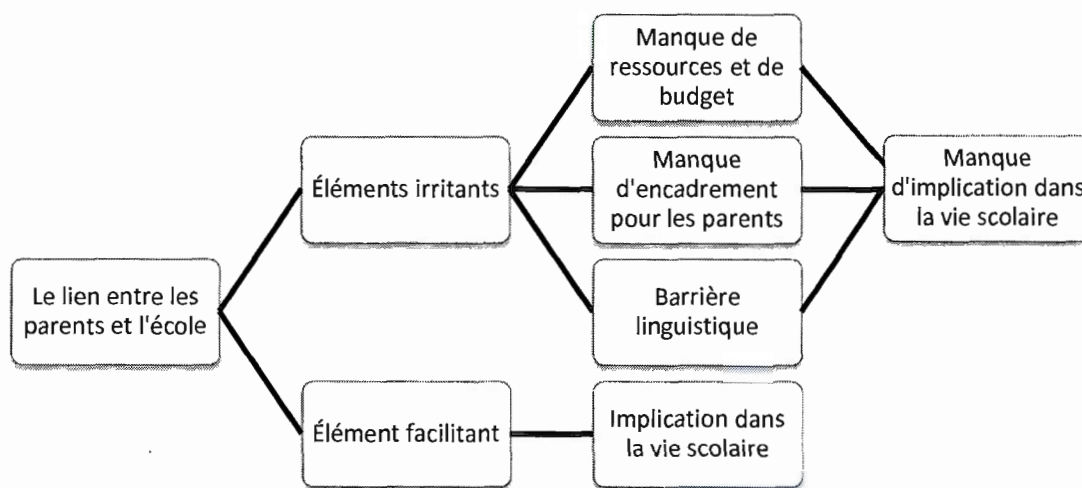 Le lien entre les
parents et l'école
Éléments irritants
Manque de
ressources et de
budget
Manque
d'encadrement
pour les parents
Barrière
linguistique
Manque
d'implication dans
la vie scolaire
Élément facilitant
Implication dans
la vie scolaire